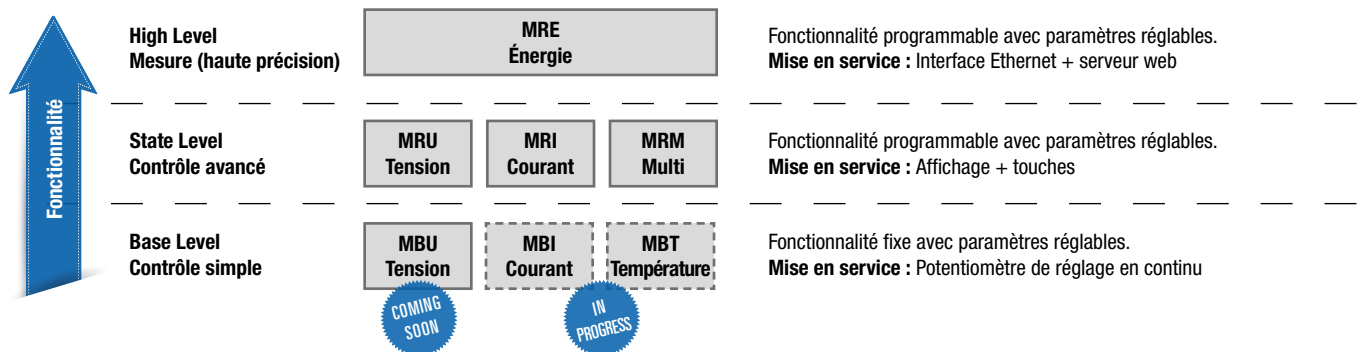 Fonctionnalité
High Level
Mesure (haute précision)
MRE
Énergie
Fonctionnalité programmable avec paramètres réglables.
Mise en service : Interface Ethernet + serveur web
State Level
Contrôle avancé
MRU
Tension
MRI
Courant
MRM
Multi
Fonctionnalité programmable avec paramètres réglables.
Mise en service : Affichage + touches
Base Level
Contrôle simple
MBU
Tension
MBI
Courant
MBT
Température
Fonctionnalité fixe avec paramètres réglables.
Mise en service : Potentiomètre de réglage en continu
COMING
SOON
IN
PROGRESS